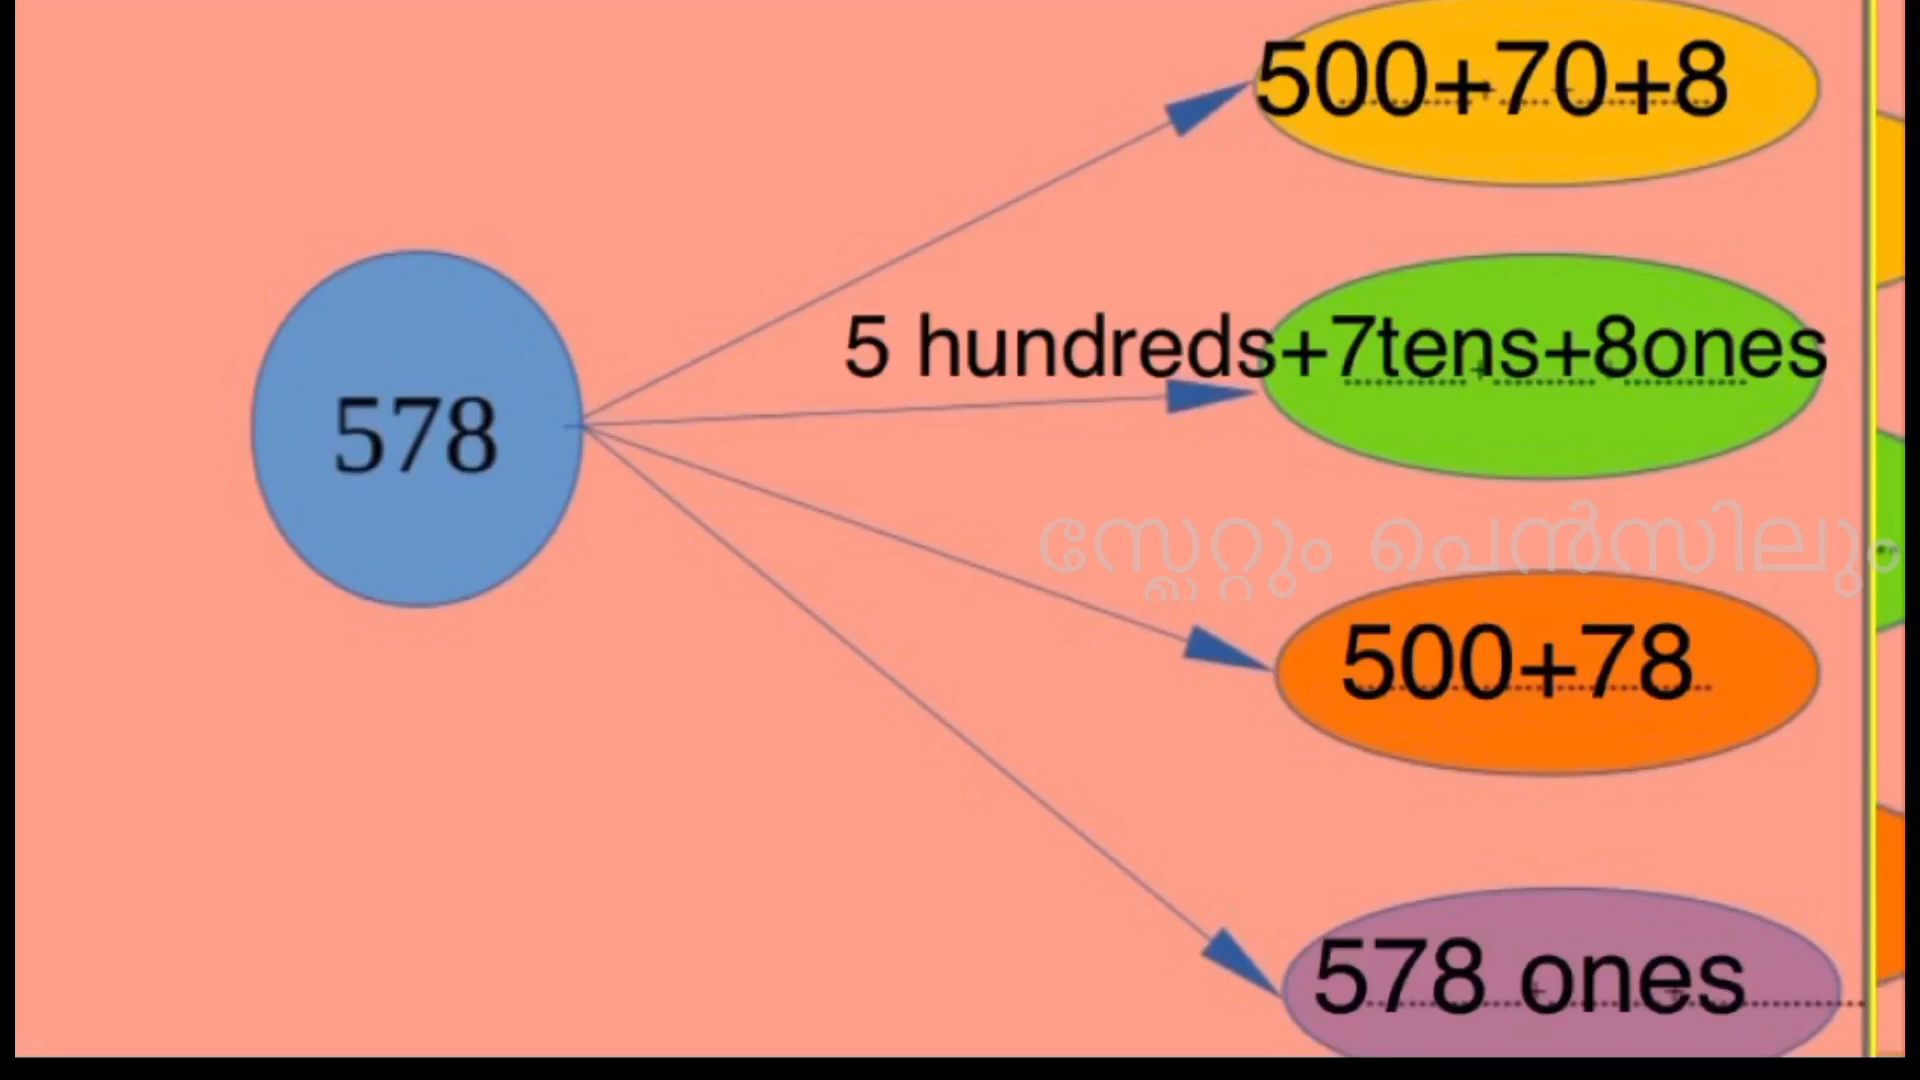 500+70+8
578
5 hundreds+7tens+8ones
സ്ലേറ്റും പെൻസിലും
500+78
578 ones